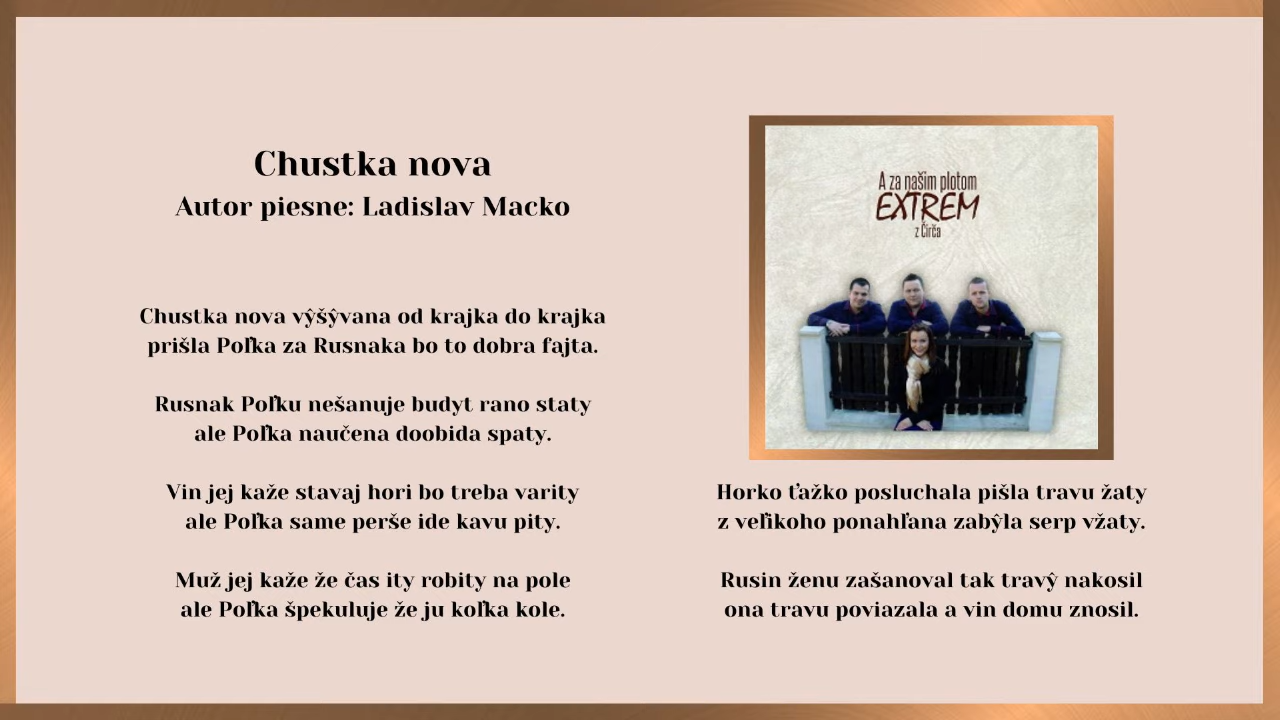 Chustka nova
Autor piesne: Ladislav Macko
Chustka nova vŷšŷvana od krajka do krajka
prišla Poľka za Rusnaka bo to dobra fajta.
Rusnak Poľku nešanuje budyt rano staty
ale Poľka naučena doobida spaty.
Vin jej kaže stavaj hori bo treba varity
ale Poľka same perše ide kavu pity.
Muž jej kaže že čas ity robity na pole
ale Poľka špekuluje že ju koľka kole.
A za našim plotom
EXTREM
z Čirča
Horko ťažko posluchala pišla travu žaty
z veľikoho ponahľana zabŷla serp vžaty.
Rusin ženu zašanoval tak travŷ nakosil
ona travu poviazala a vin domu znosil.